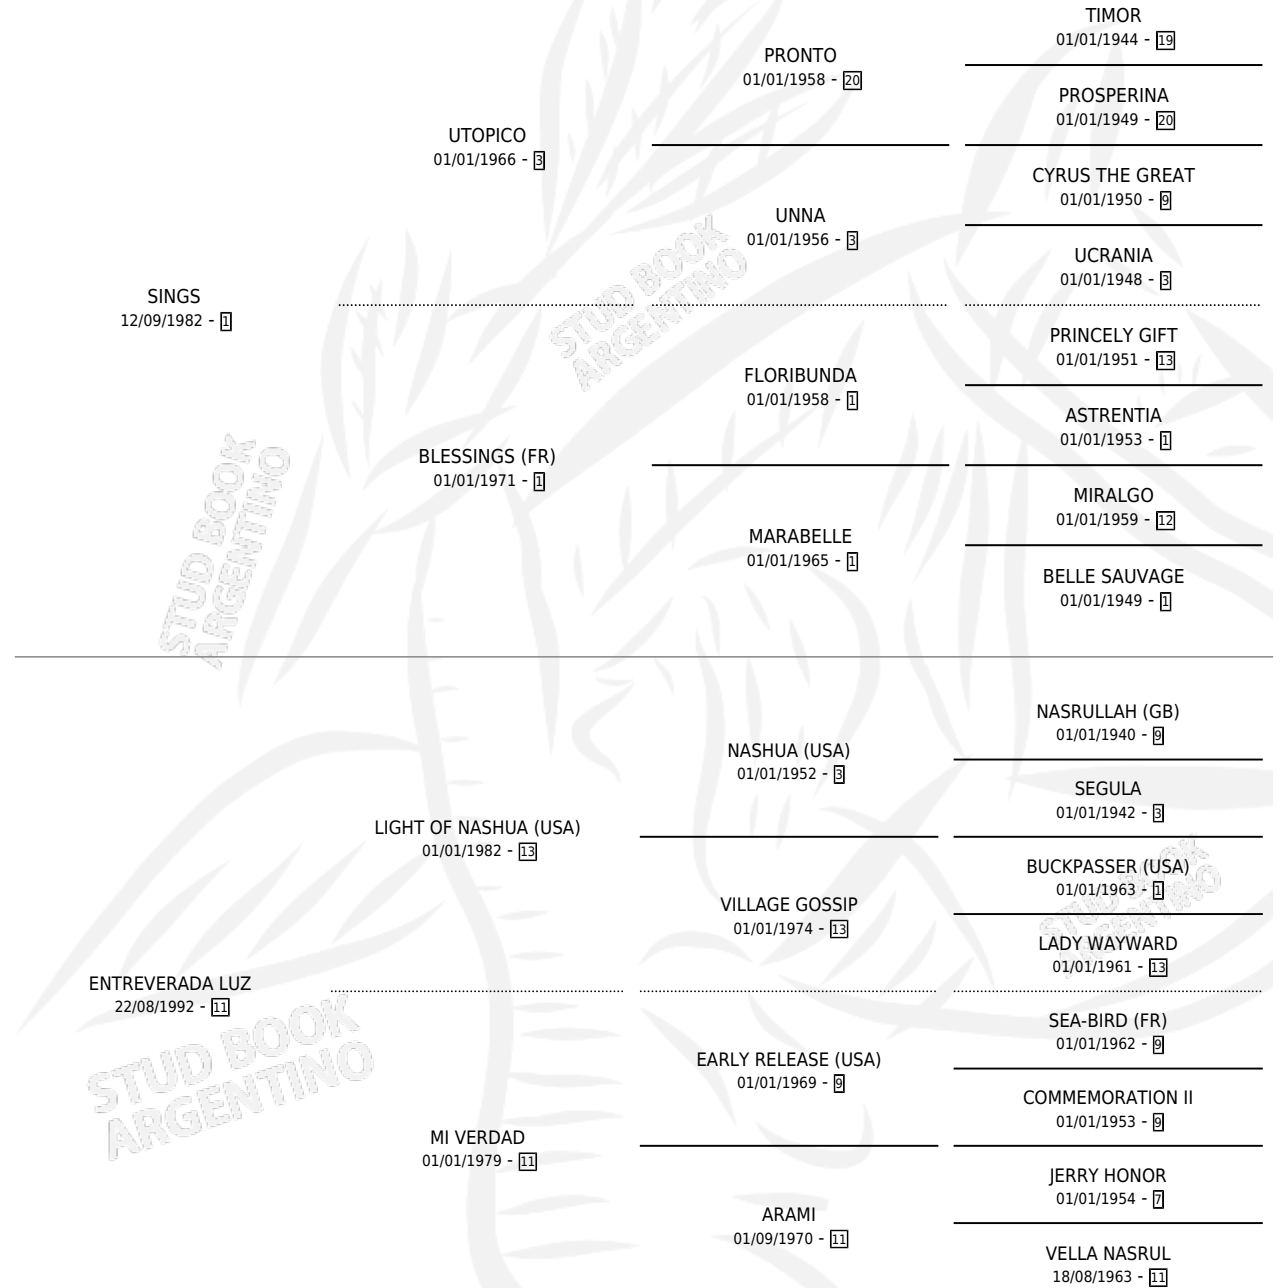 TIMOR
01/01/1944 - 19
PRONTO
01/01/1958 - 20
PROSPERINA
01/01/1949 - 20
UTOPICO
01/01/1966 - 3
CYRUS THE GREAT
01/01/1950 - 9
UNNA
01/01/1956 - 3
UCRANIA
01/01/1948 - 3
SINGS
12/09/1982 - 1
PRINCELY GIFT
01/01/1951 - 13
FLORIBUNDA
01/01/1958 - 1
ASTRENTIA
01/01/1953 - 1
BLESSINGS (FR)
01/01/1971 - 1
MIRALGO
01/01/1959 - 12
MARABELLE
01/01/1965 - 1
BELLE SAUVAGE
01/01/1949 - 1
STUD BOOK
ARGENTINO
STUD BOOK
ARGENTINO
NASRULLAH (GB)
01/01/1940 - 9
NASHUA (USA)
01/01/1952 - 3
SEGULA
01/01/1942 - 3
LIGHT OF NASHUA (USA)
01/01/1982 - 13
BUCKPASSER (USA)
01/01/1963 - 1
VILLAGE GOSSIP
01/01/1974 - 13
LADY WAYWARD
01/01/1961 - 13
ENTREVERADA LUZ
22/08/1992 - 11
SEA-BIRD (FR)
01/01/1962 - 9
EARLY RELEASE (USA)
01/01/1969 - 9
COMMEMORATION II
01/01/1953 - 9
MI VERDAD
01/01/1979 - 11
JERRY HONOR
01/01/1954 - 7
ARAMI
01/09/1970 - 11
VELLA NASRUL
18/08/1963 - 11
STUD BOOK
ARGENTINO
STUD BOOK
ARGENTINO